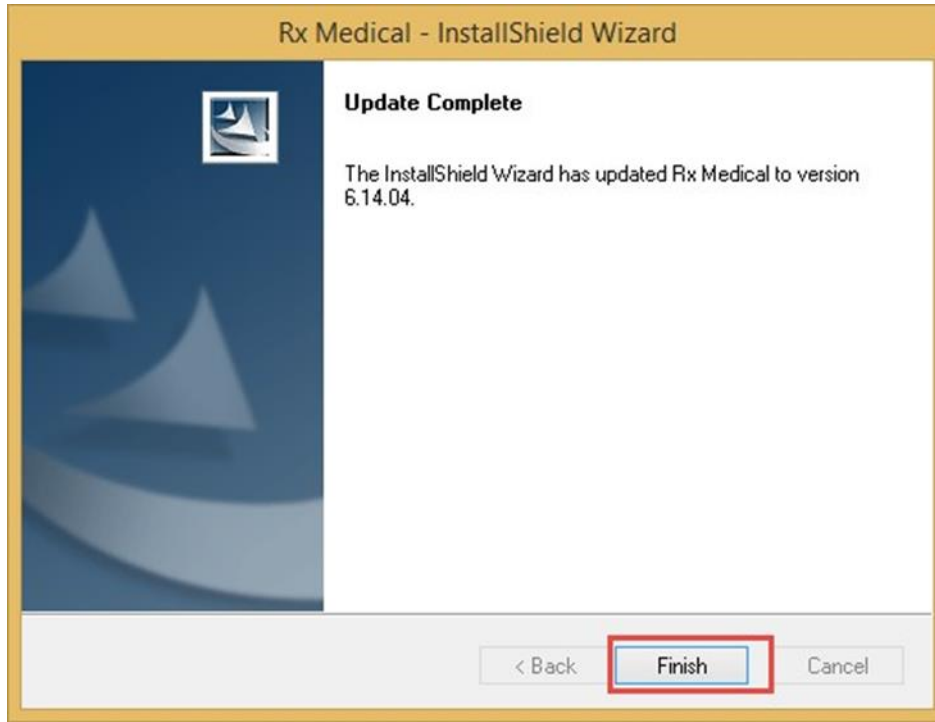 Rx Medical - InstallShield Wizard
Update Complete
The InstallShield Wizard has updated Rx Medical to version
6.14.04.
< Back Finish Cancel